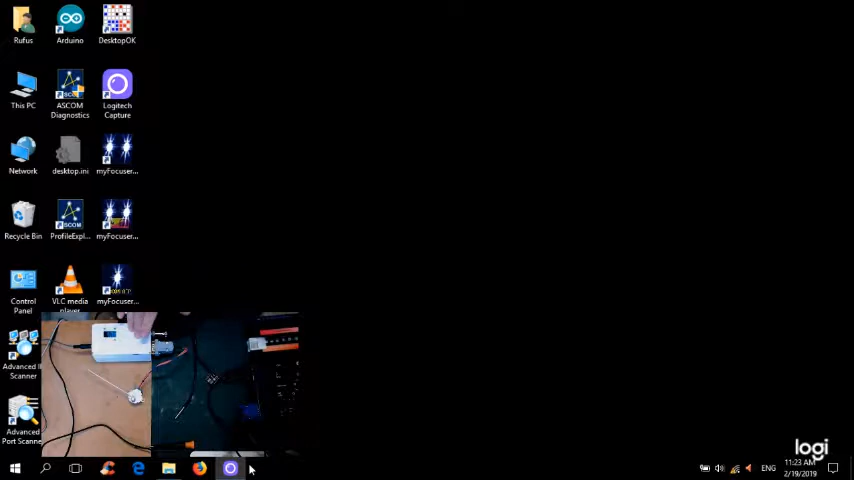 Rufus
Arduino
DesktopOK
This PC
ASCOM Diagnostics
Logitech Capture
Network
desktop.ini
myFocuser...
Recycle Bin
ProfileExpl...
myFocuser...
Control Panel
VLC media player
myFocuser...
Advanced
Scanner
Advanced Port Scanne
logi
ENG
11:23 AM
2/19/2019